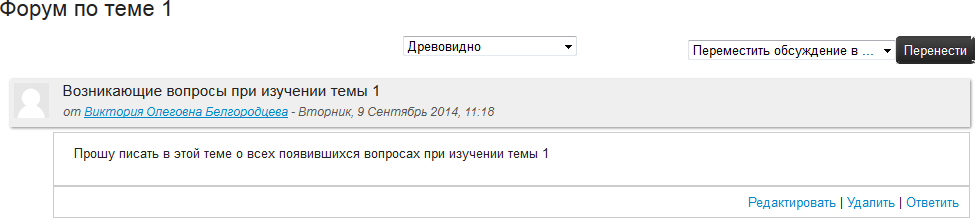 Форум по теме 1
Древовидно
Переместить обсуждение в ...
Перенести
Возникающие вопросы при изучении темы 1
от Виктория Олеговна Белгородцева - Вторник, 9 Сентябрь 2014, 11:18
Прошу писать в этой теме о всех появившихся вопросах при изучении темы 1
Редактировать | Удалить | Ответить